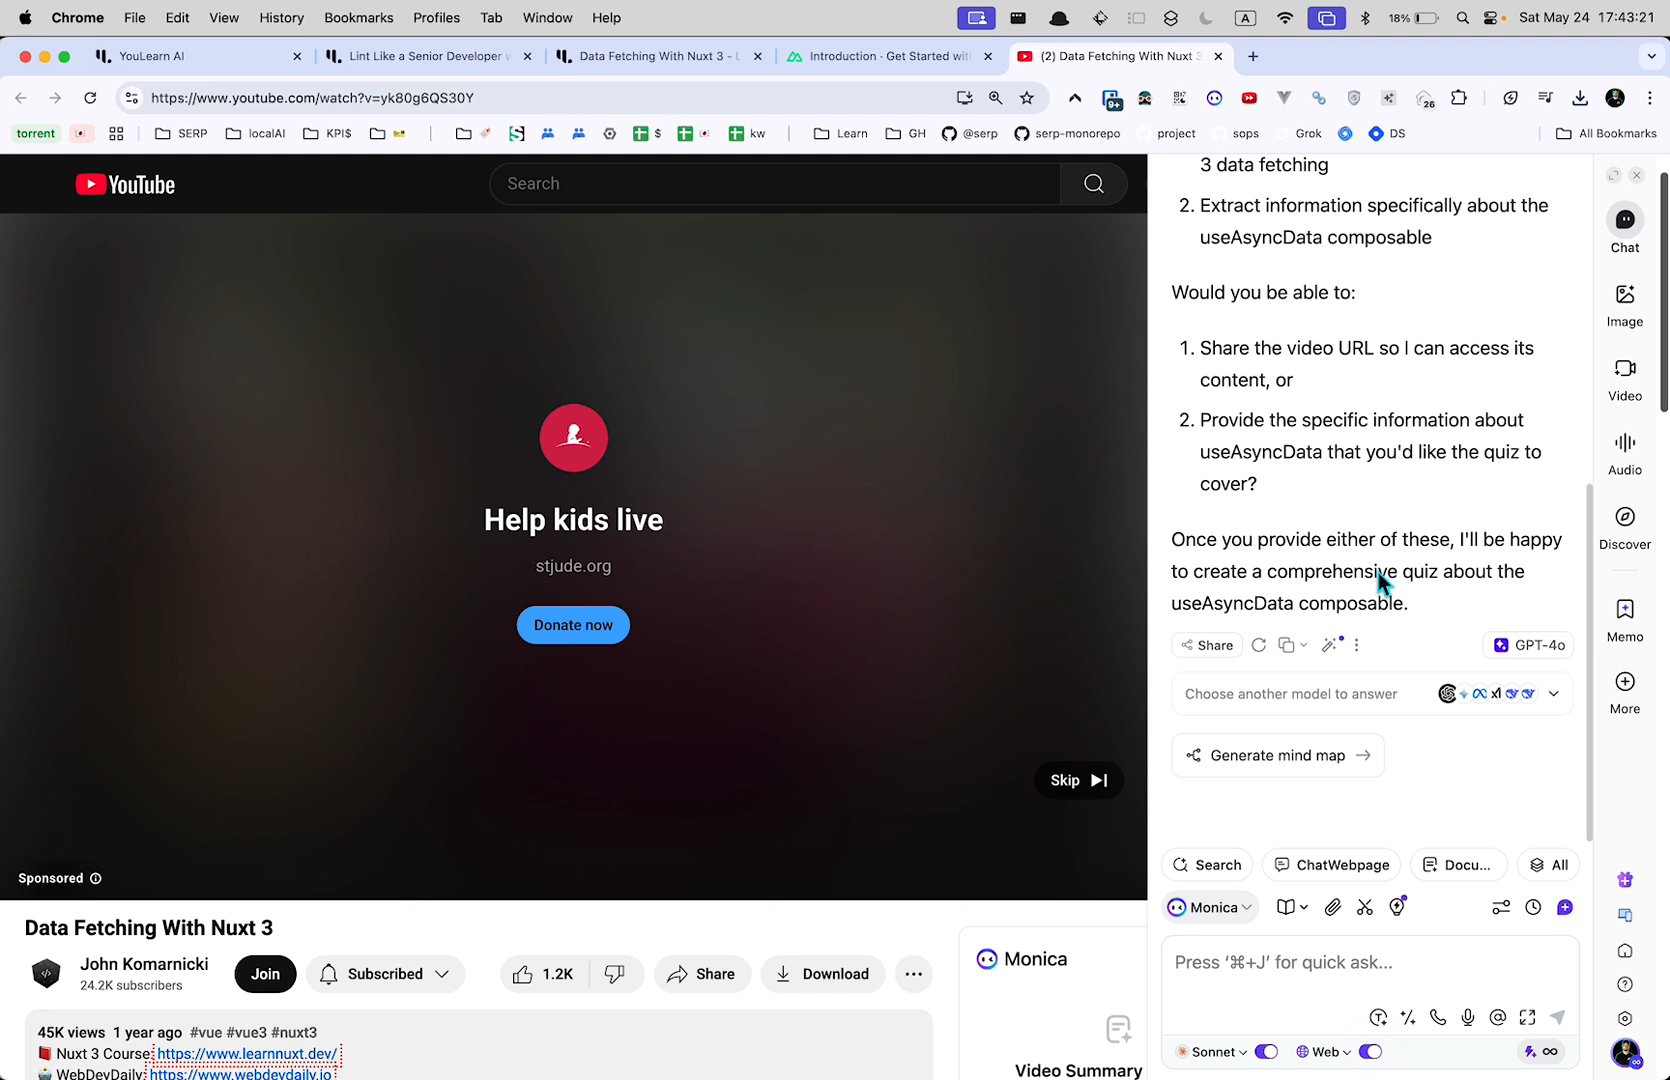 Chrome File Edit View History Bookmarks Profiles Tab Window Help A 18% Sat May 24 17:43:21
YouLearn AI Lint Like a Senior Developer w Data Fetching With Nuxt 3 - L Introduction · Get Started with (2) Data Fetching With Nuxt 3
https://www.youtube.com/watch?v=yk80g6QS30Y 9+ 26
torrent SERP localAI KPI$ $ kw Learn GH @serp serp-monorepo project sops Grok DS All Bookmarks
YouTube
Search
Help kids live
stjude.org
Donate now
Skip
Sponsored
Data Fetching With Nuxt 3
John Komarnicki
24.2K subscribers
Join
Subscribed
1.2K
Share
Download
45K views 1 year ago #vue #vue3 #nuxt3
Nuxt 3 Course: https://www.learnnuxt.dev/
WebDevDaily: https://www.webdevdaily.io
Monica
Video Summary
3 data fetching
2. Extract information specifically about the
useAsyncData composable
Would you be able to:
1. Share the video URL so I can access its
content, or
2. Provide the specific information about
useAsyncData that you'd like the quiz to
cover?
Once you provide either of these, I'll be happy
to create a comprehensive quiz about the
useAsyncData composable.
Share GPT-4o
Choose another model to answer xI
Generate mind map
Search ChatWebpage Docu... All
Monica
Press ‘⌘+J’ for quick ask...
Sonnet Web
Chat
Image
Video
Audio
Discover
Memo
More